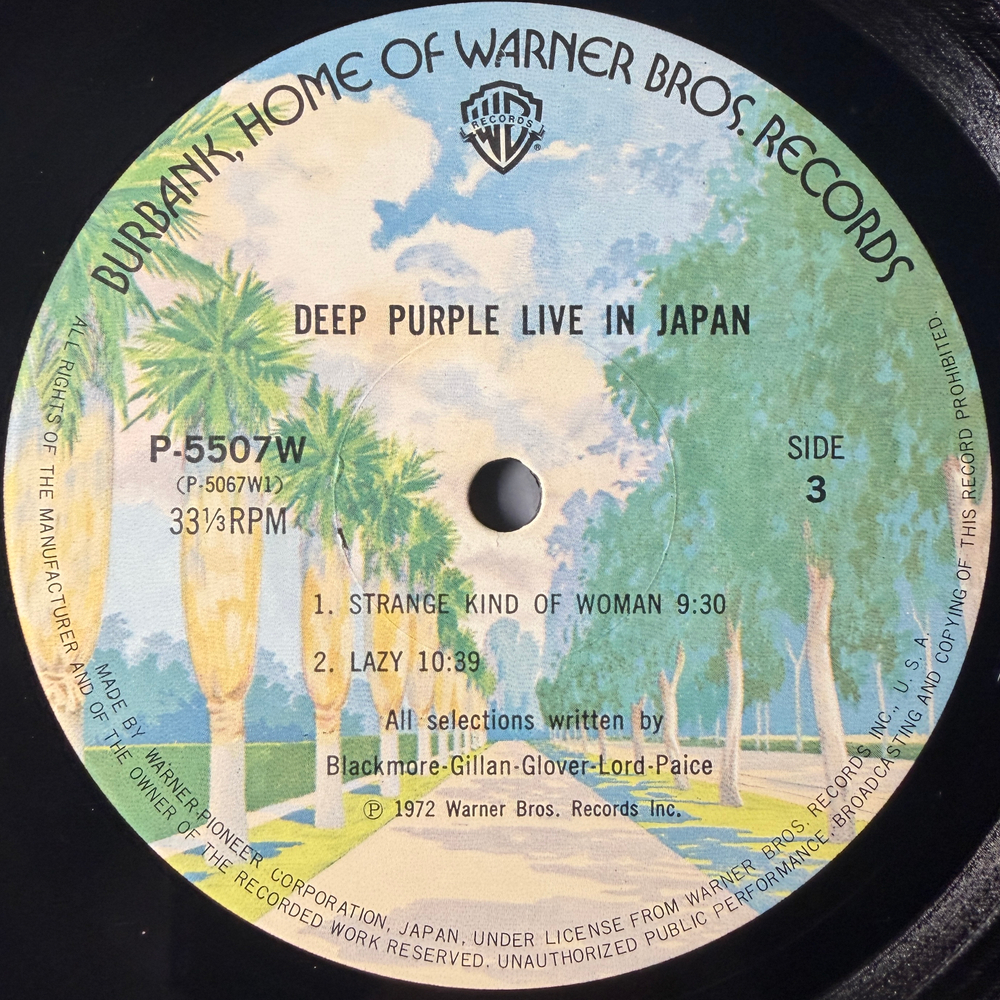 BURBANK, HOME OF WARNER BROS. RECORDS
WB
RECORDS
®
DEEP PURPLE LIVE IN JAPAN
P-5507W
(P-5067W1)
33⅓RPM
SIDE
3
1. STRANGE KIND OF WOMAN 9:30
2. LAZY 10:39
All selections written by
Blackmore-Gillan-Glover-Lord-Paice
Ⓟ 1972 Warner Bros. Records Inc.
MADE BY WARNER-PIONEER CORPORATION, JAPAN, UNDER LICENSE FROM WARNER BROS. RECORDS INC., U. S. A.
ALL RIGHTS OF THE MANUFACTURER AND OF THE OWNER OF THE RECORDED WORK RESERVED. UNAUTHORIZED PUBLIC PERFORMANCE, BROADCASTING AND COPYING OF THIS RECORD PROHIBITED.